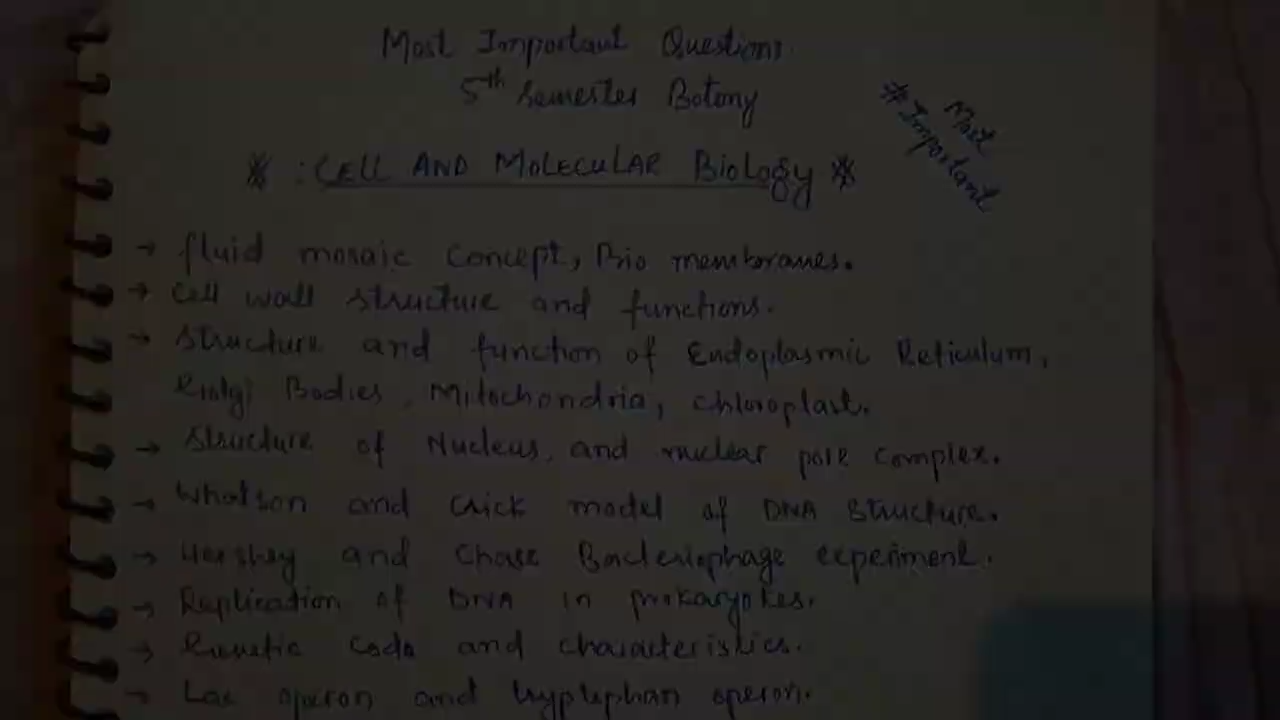 Most Important Questions
5th Semester Botony
* Most
Important
* : CELL AND MOLECULAR Biology *
→ fluid mosaic concept, Bio membranes.
→ Cell wall structure and functions.
→ Structure and function of Endoplasmic Reticulum,
Golgi Bodies, Mitochondria, Chloroplast.
→ Structure of Nucleus, and nuclear pore complex.
→ Whatson and Crick model of DNA structure.
→ Hershey and Chase Bacteriophage experiment.
→ Replication of DNA in prokaryotes.
→ Genetic Code and characteristics.
→ Lac operon and tryptophan operon.